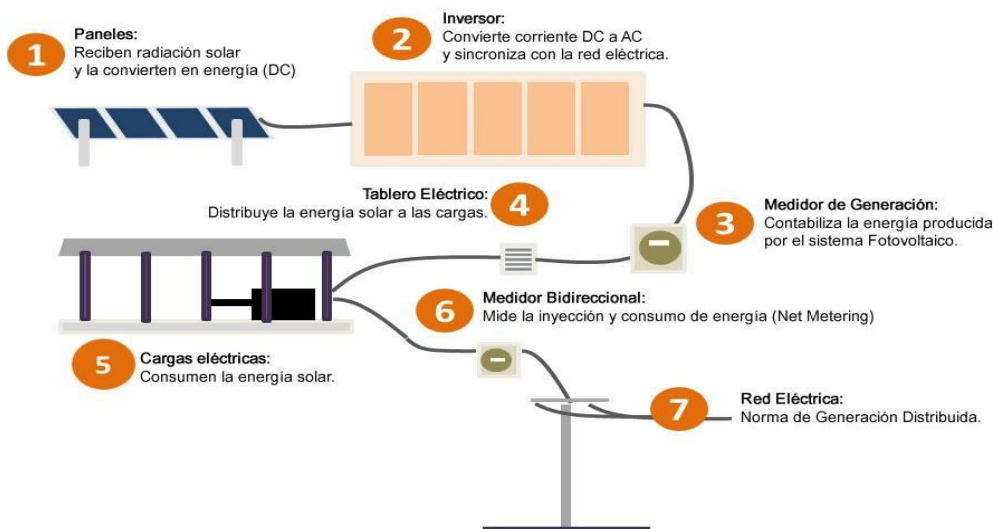 1
Paneles:
Reciben radiación solar
y la convierten en energía (DC)
2
Inversor:
Convierte corriente DC a AC
y sincroniza con la red eléctrica.
3
Medidor de Generación:
Contabiliza la energía producida
por el sistema Fotovoltaico.
4
Tablero Eléctrico:
Distribuye la energía solar a las cargas.
5
Cargas eléctricas:
Consumen la energía solar.
6
Medidor Bidireccional:
Mide la inyección y consumo de energía (Net Metering)
7
Red Eléctrica:
Norma de Generación Distribuida.